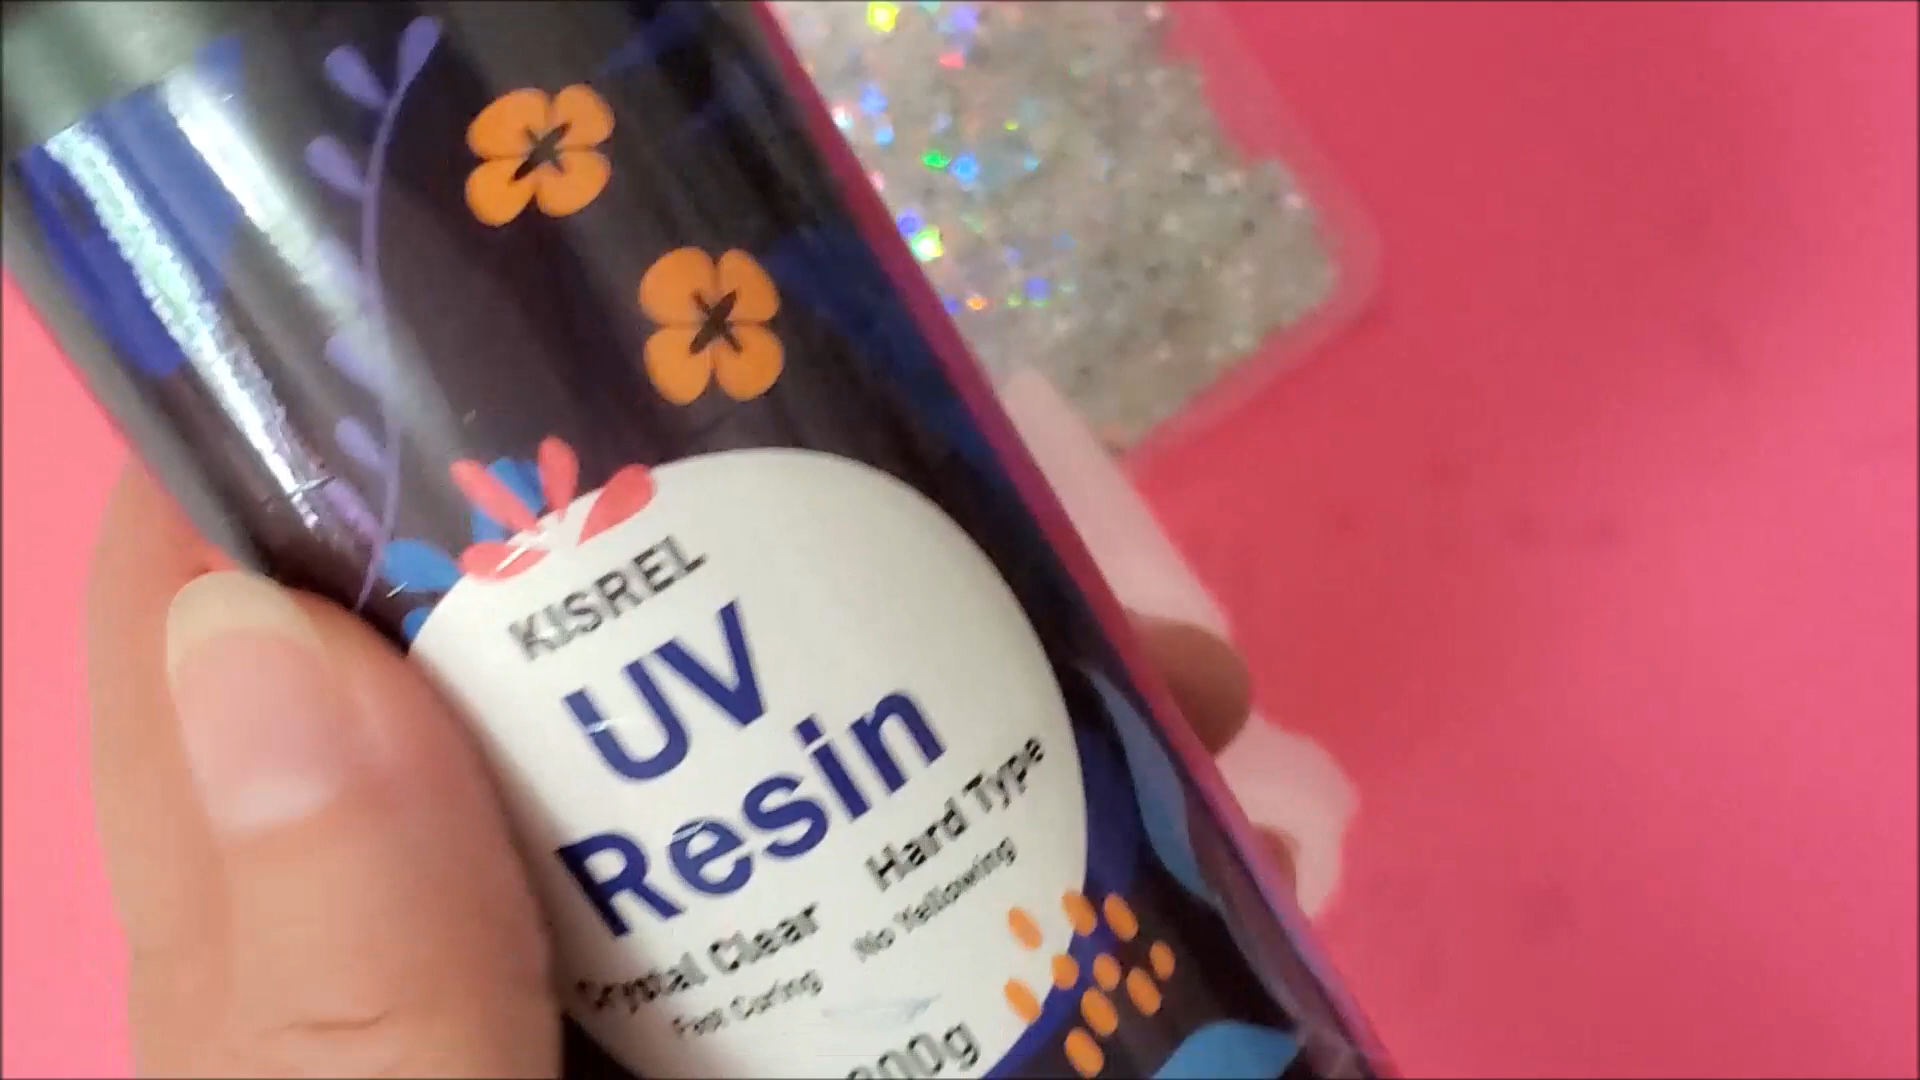 KISREL
UV
Resin
Crystal Clear Hard Type
Fast Curing No Yellowing